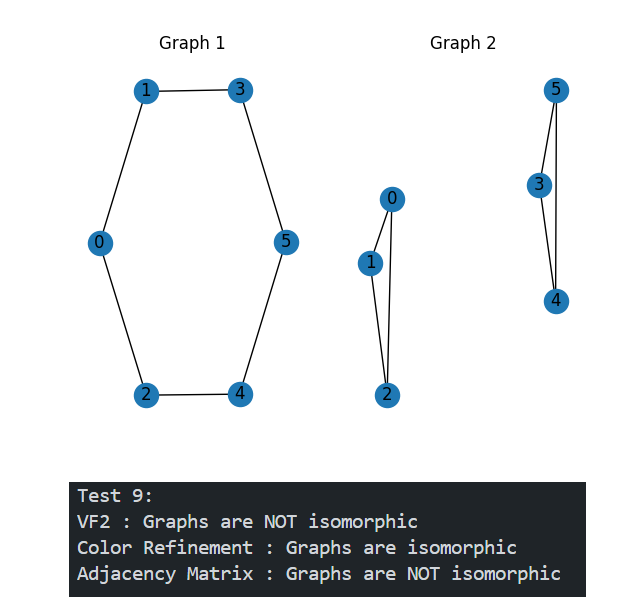 Graph 1
Graph 2
1
3
0
5
2
4
5
3
0
1
4
2
Test 9:
VF2 : Graphs are NOT isomorphic
Color Refinement : Graphs are isomorphic
Adjacency Matrix : Graphs are NOT isomorphic